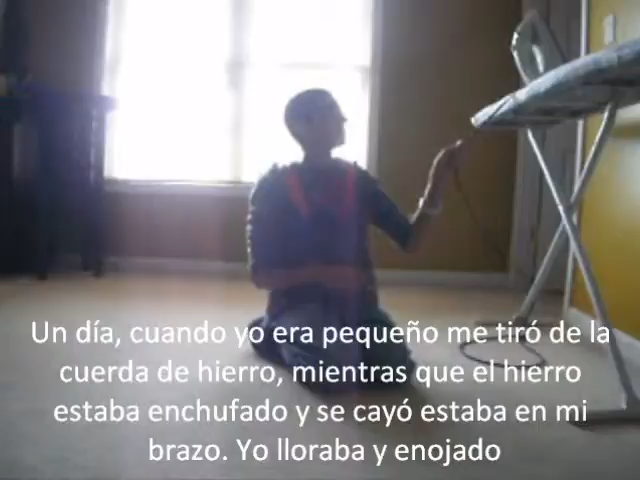 Un día, cuando yo era pequeño me tiró de la
cuerda de hierro, mientras que el hierro
estaba enchufado y se cayó estaba en mi
brazo. Yo lloraba y enojado